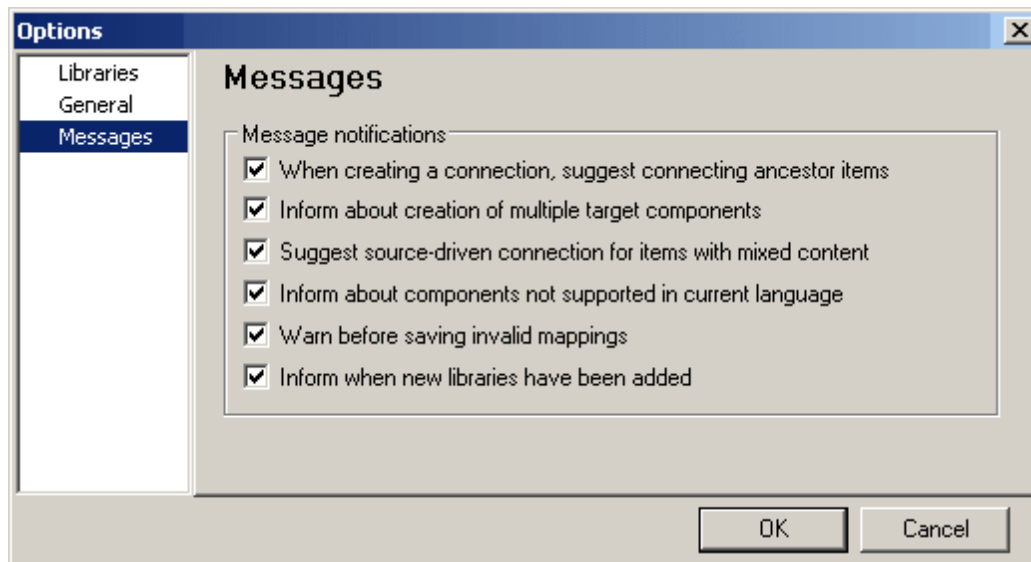 Options
Libraries
General
Messages
Messages
Message notifications
When creating a connection, suggest connecting ancestor items
Inform about creation of multiple target components
Suggest source-driven connection for items with mixed content
Inform about components not supported in current language
Warn before saving invalid mappings
Inform when new libraries have been added
OK
Cancel